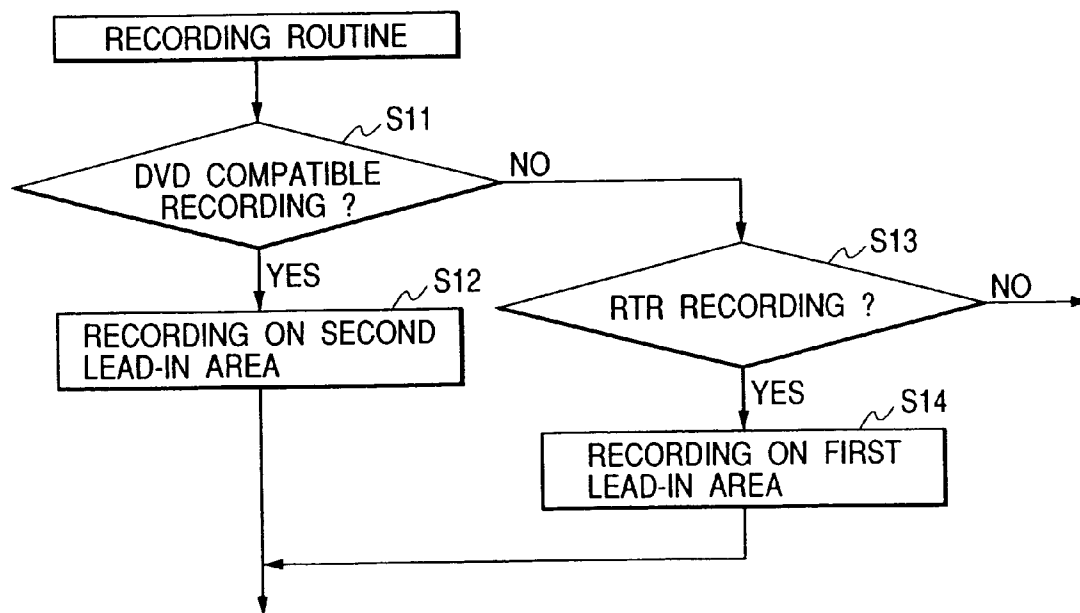 RECORDING ROUTINE
S11
DVD COMPATIBLE
RECORDING ?
NO
YES
S12
RECORDING ON SECOND
LEAD-IN AREA
S13
RTR RECORDING ?
NO
YES
S14
RECORDING ON FIRST
LEAD-IN AREA